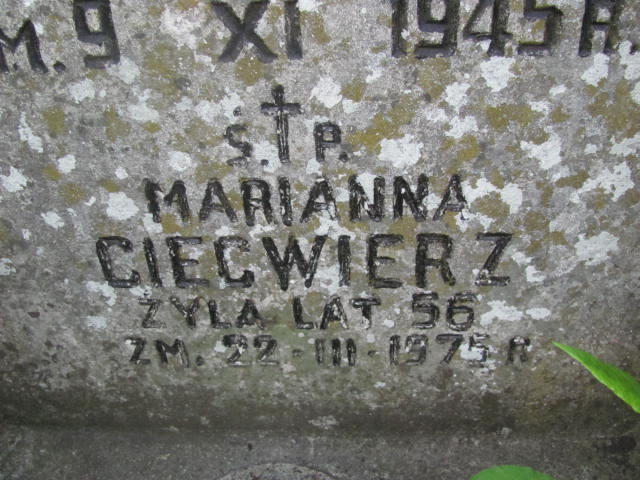 M. 9 XI 1945 R
Ś. † P.
MARIANNA
CIEĆWIERZ
ŻYŁA LAT 56
ZM. 22-III-1975 R